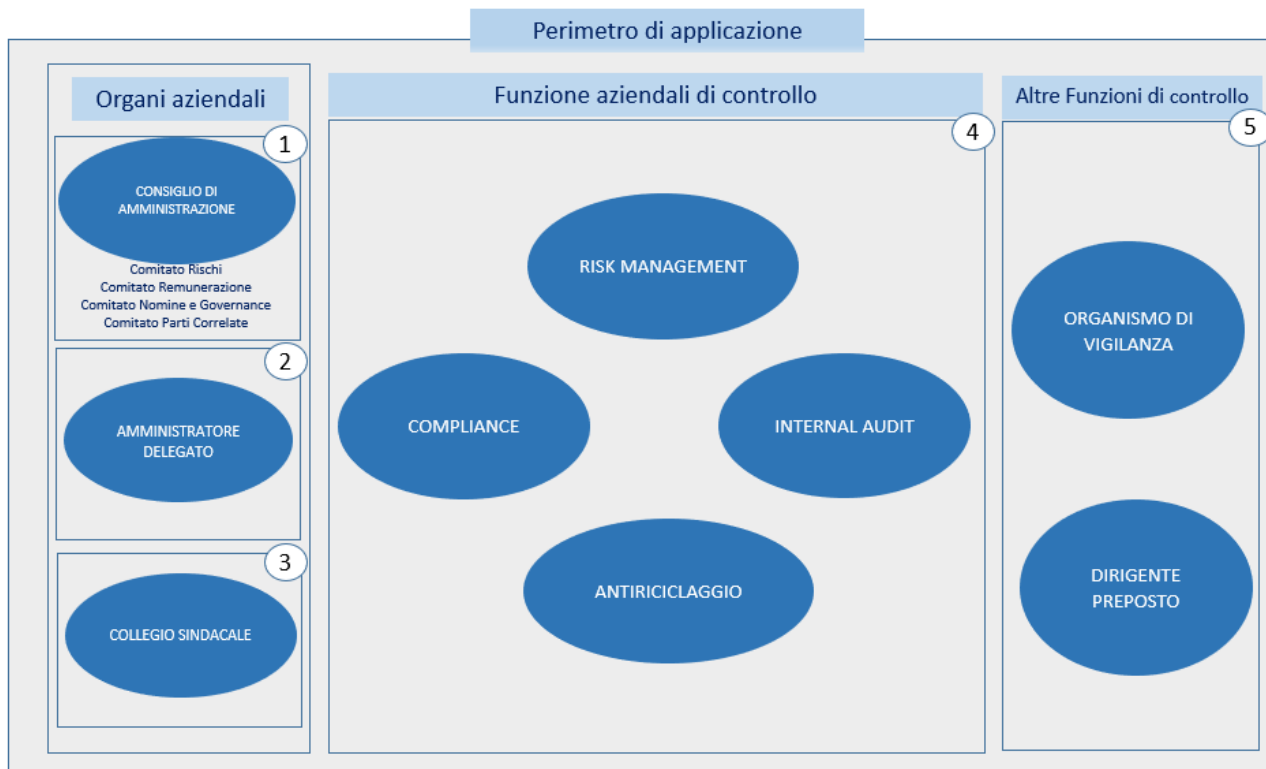 Perimetro di applicazione
Organi aziendali
1
CONSIGLIO DI
AMMINISTRAZIONE
Comitato Rischi
Comitato Remunerazione
Comitato Nomine e Governance
Comitato Parti Correlate
2
AMMINISTRATORE
DELEGATO
3
COLLEGIO SINDACALE
Funzione aziendali di controllo
4
RISK MANAGEMENT
COMPLIANCE
INTERNAL AUDIT
ANTIRICICLAGGIO
Altre Funzioni di controllo
5
ORGANISMO DI
VIGILANZA
DIRIGENTE
PREPOSTO